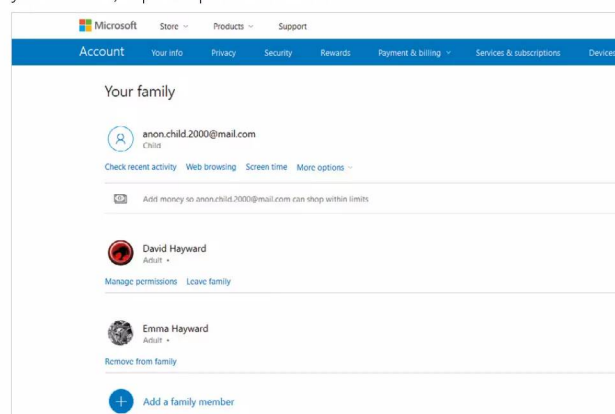 Microsoft Store Products Support
Account Your info Privacy Security Rewards Payment & billing Services & subscriptions Devices
Your family
anon.child.2000@mail.com
Child
Check recent activity Web browsing Screen time More options
Add money so anon.child.2000@mail.com can shop within limits
David Hayward
Adult •
Manage permissions Leave family
Emma Hayward
Adult •
Remove from family
Add a family member